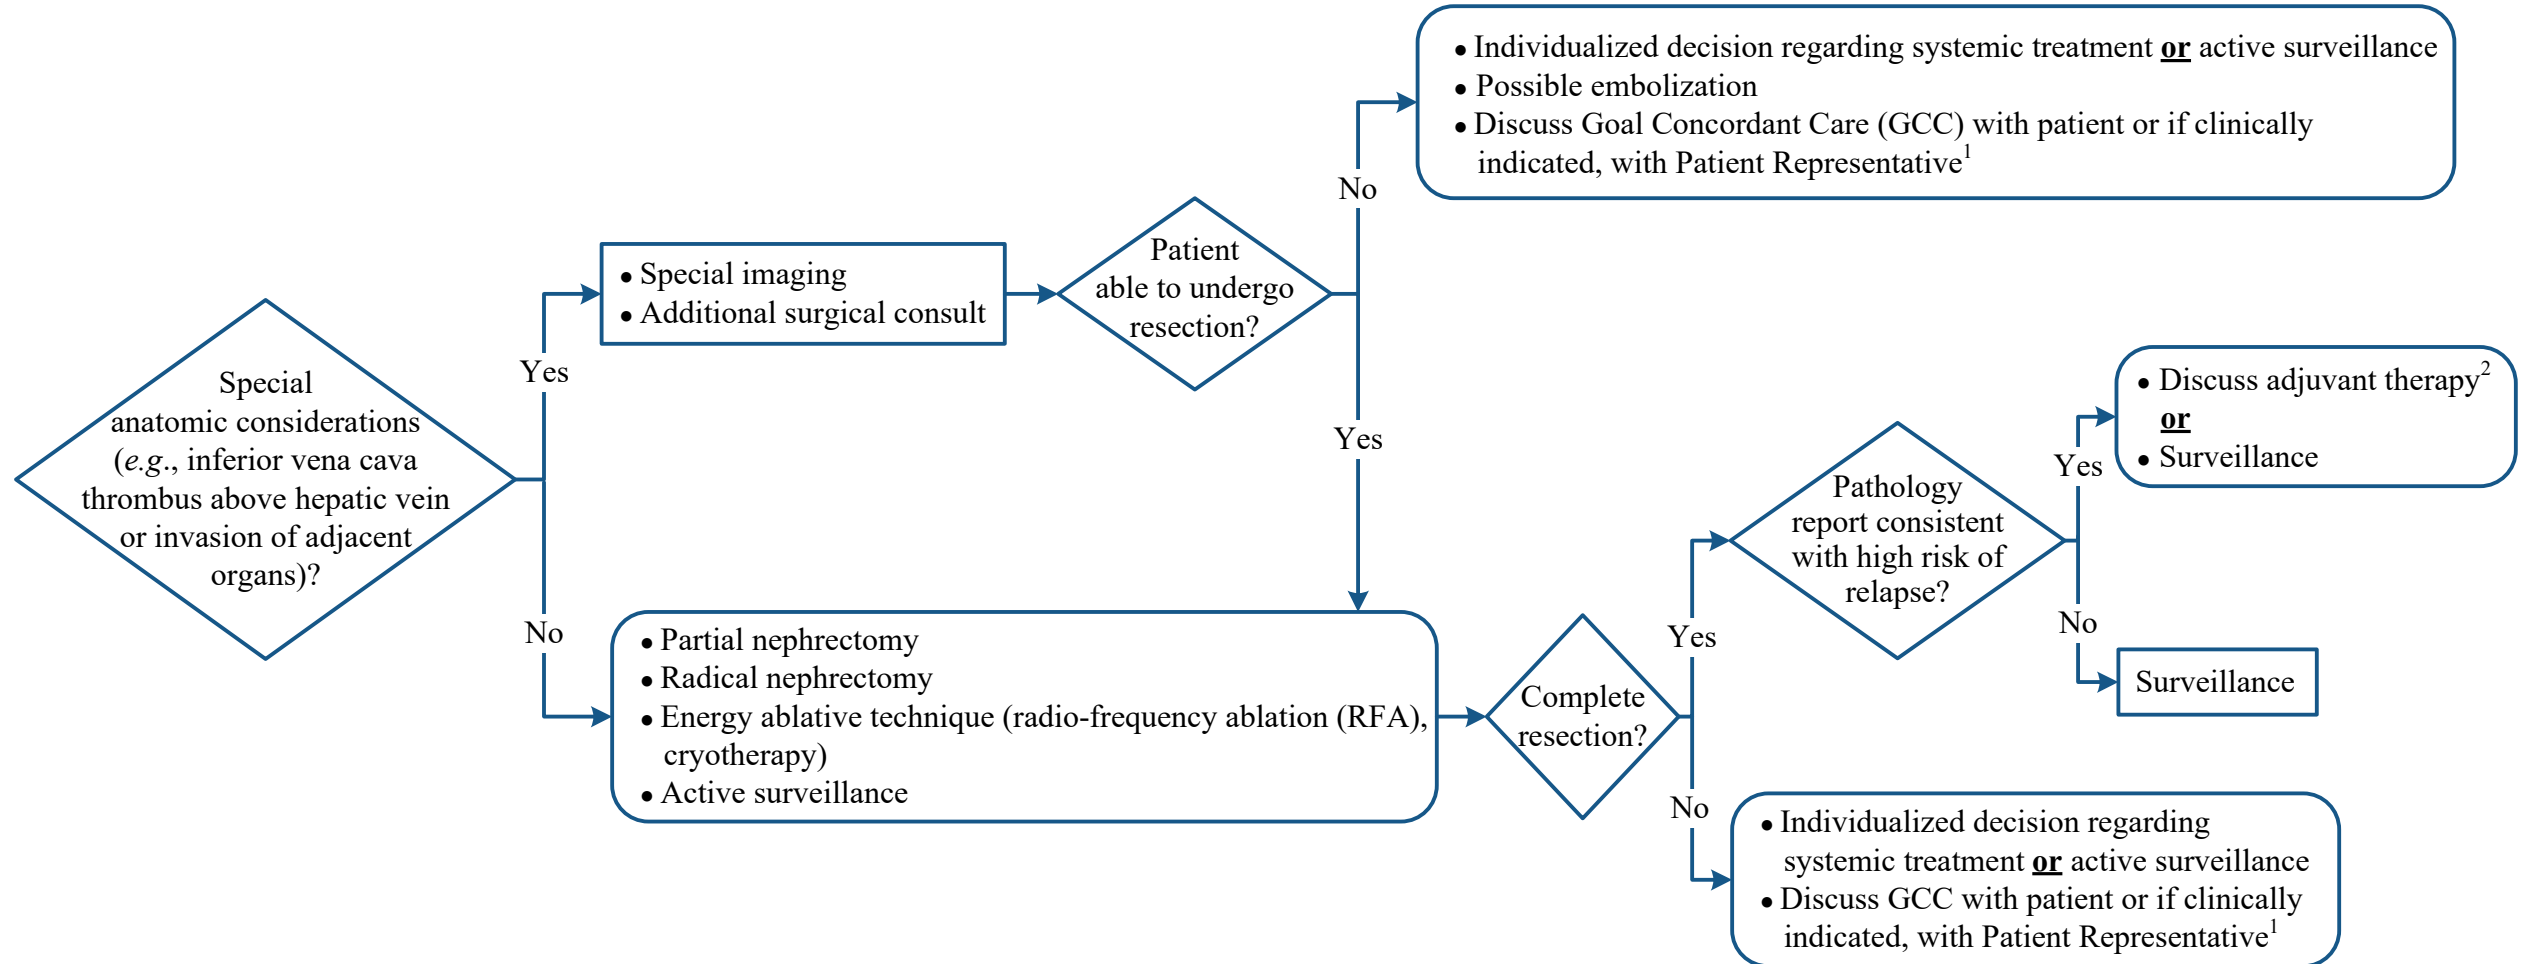 Special
anatomic considerations
(e.g., inferior vena cava
thrombus above hepatic vein
or invasion of adjacent
organs)?
Yes
No
• Special imaging
• Additional surgical consult
Patient
able to undergo
resection?
No
Yes
• Individualized decision regarding systemic treatment or active surveillance
• Possible embolization
• Discuss Goal Concordant Care (GCC) with patient or if clinically
indicated, with Patient Representative1
• Partial nephrectomy
• Radical nephrectomy
• Energy ablative technique (radio-frequency ablation (RFA),
cryotherapy)
• Active surveillance
Complete
resection?
Yes
No
Pathology
report consistent
with high risk of
relapse?
Yes
No
• Discuss adjuvant therapy2
or
• Surveillance
Surveillance
• Individualized decision regarding
systemic treatment or active surveillance
• Discuss GCC with patient or if clinically
indicated, with Patient Representative1